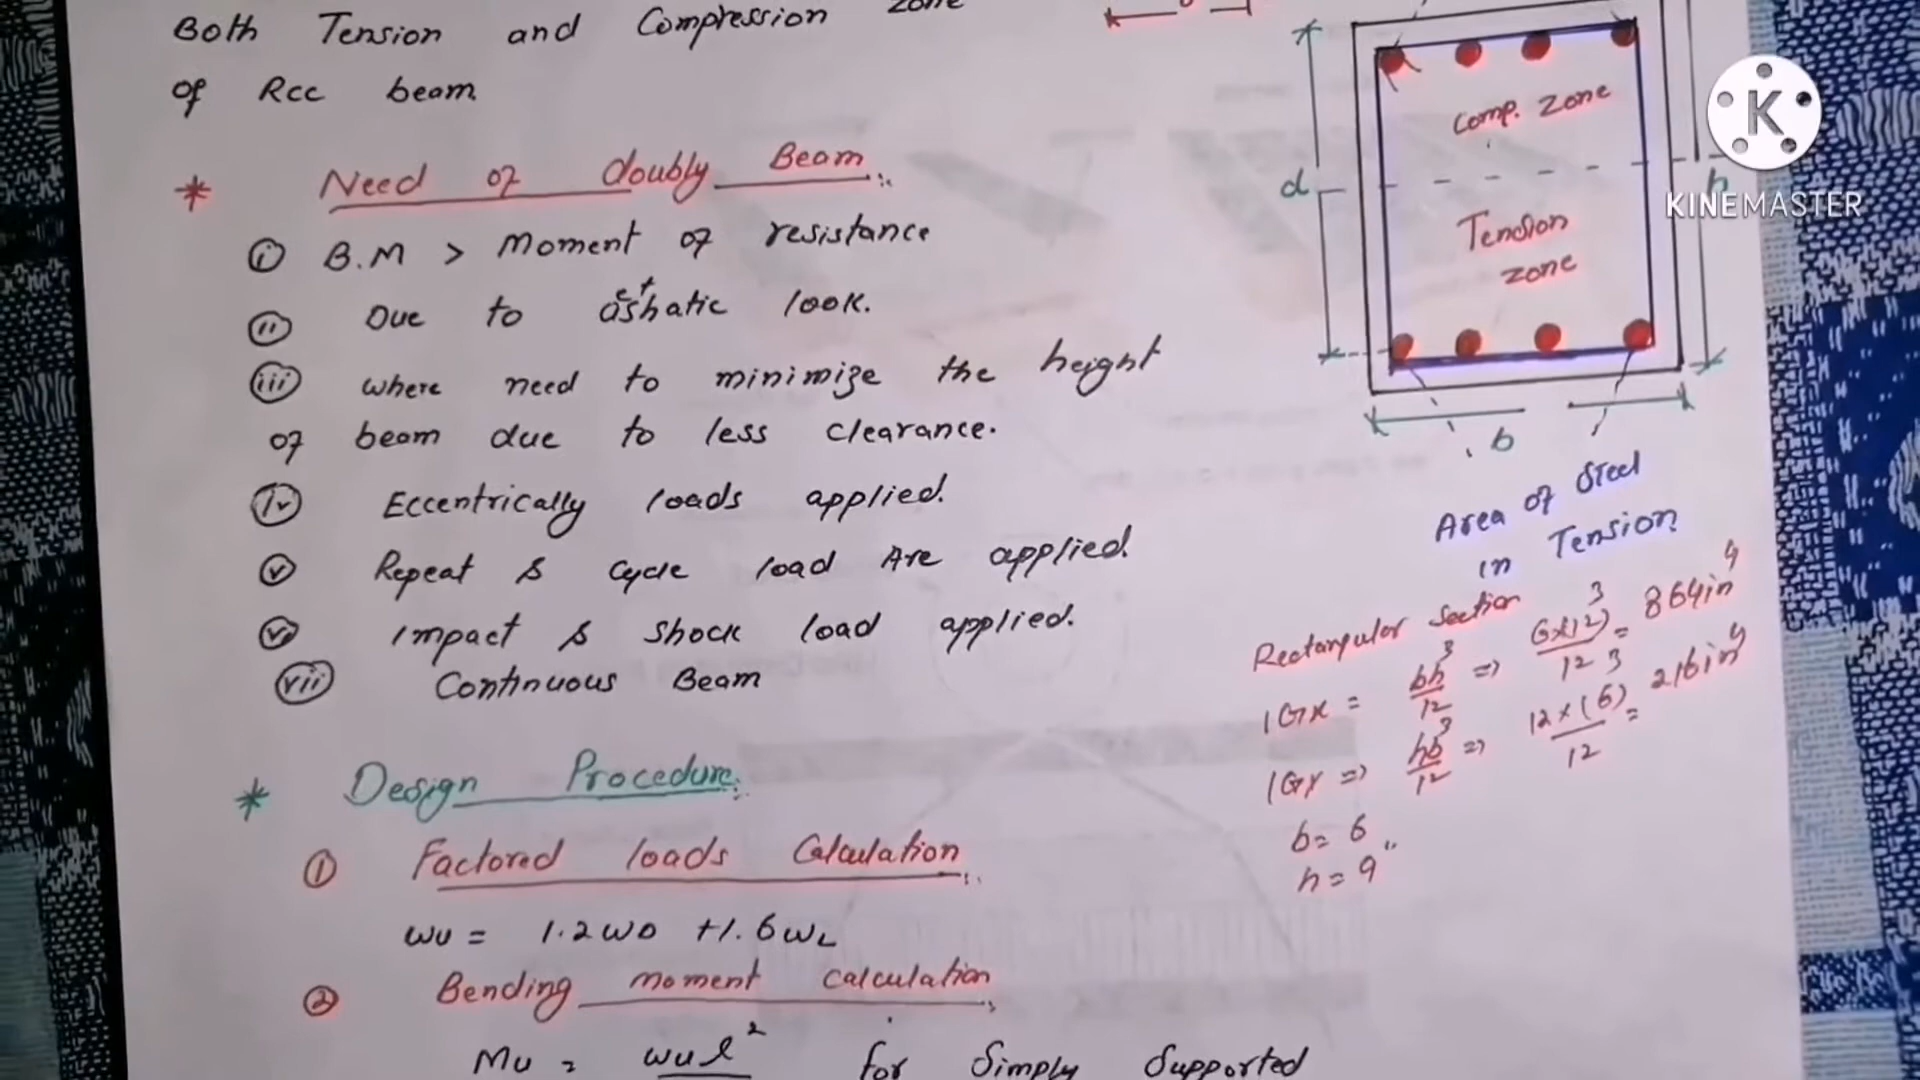 Both Tension and Compression zone
of Rcc beam
* Need of doubly Beam
(i) B.M > Moment of resistance
(ii) Due to ashatic look.
et
(iii) where need to minimize the height
of beam due to less clearance.
(iv) Eccentrically loads applied.
(v) Repeat & cycle load Are applied.
(vi) impact & shock load applied.
(vii) Continuous Beam
* Design Procedure:
① Factored loads Calculation
wu = 1.2wD +1.6wL
② Bending moment calculation
Mu = wul²
for Simply Supported
b
Comp. zone
d
h
Tension
zone
b
Area of Steel
in Tension
Rectangular Section
IGx = bh³/12 => 6x(12)³/12 = 864in⁴
IGY => hb³/12 => 12x(6)³/12 = 216in⁴
b= 6"
h= 9
K
KINEMASTER